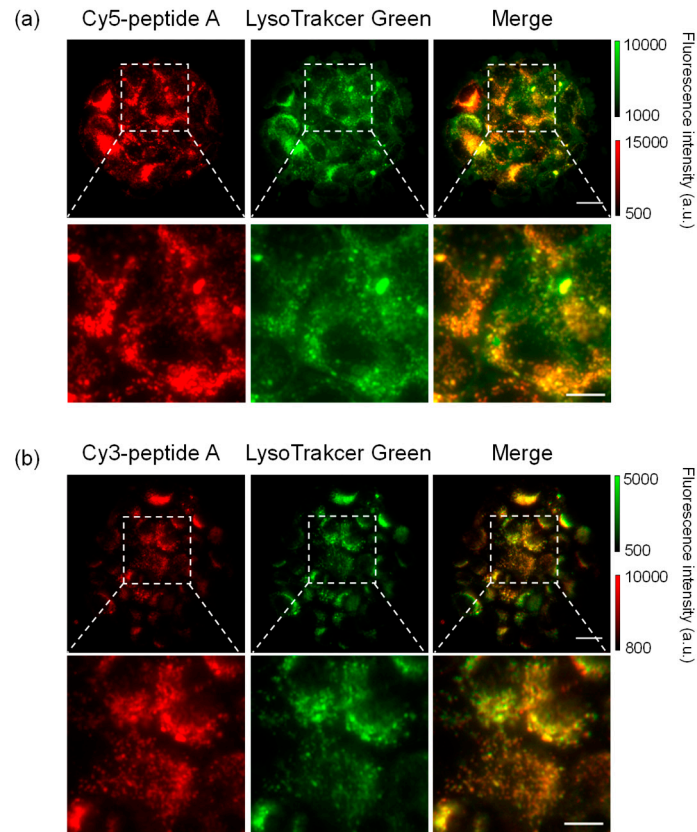 (a)
Cy5-peptide A LysoTrakcer Green Merge
10000
1000
15000
500
Fluorescence intensity (a.u.)
(b)
Cy3-peptide A LysoTrakcer Green Merge
5000
500
10000
800
Fluorescence intensity (a.u.)